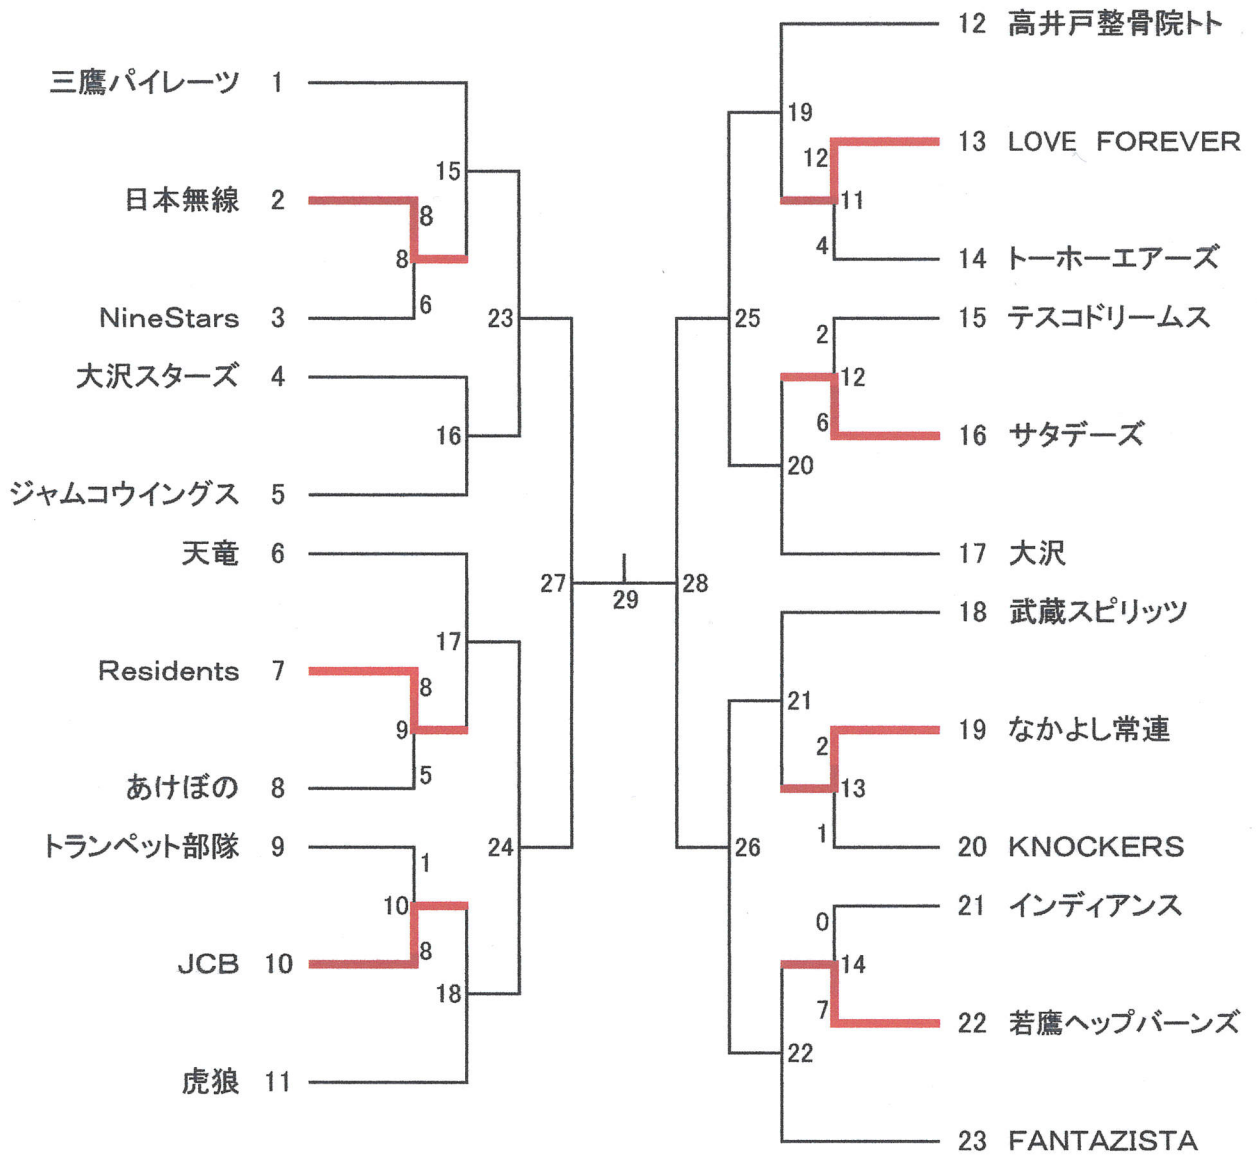 三鷹パイレーツ 1
日本無線 2
NineStars 3
大沢スターズ 4
ジャムコウイングス 5
天竜 6
Residents 7
あけぼの 8
トランペット部隊 9
JCB 10
虎狼 11
15
8
8
6
23
16
17
8
9
5
24
1
10
8
18
27
29
28
25
19
12
11
4
2
12
6
20
26
21
2
13
1
0
14
7
22
12 高井戸整骨院トト
13 LOVE FOREVER
14 トーホーエアーズ
15 テスコドリームス
16 サタデーズ
17 大沢
18 武蔵スピリッツ
19 なかよし常連
20 KNOCKERS
21 インディアンス
22 若鷹ヘップバーンズ
23 FANTAZISTA